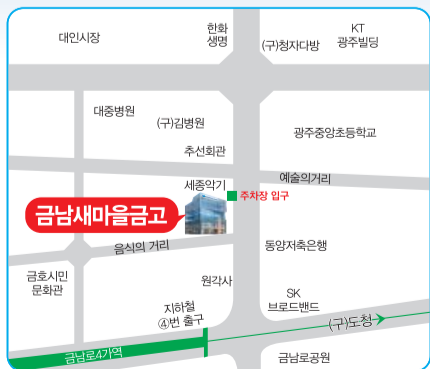 대인시장
한화
생명
(구)청자다방
KT
광주빌딩
대중병원
(구)김병원
광주중앙초등학교
추선회관
예술의거리
세종악기
주차장 입구
금남새마을금고
음식의 거리
동양저축은행
금호시민
문화관
원각사
SK
브로드밴드
지하철
④번 출구
(구)도청
금남로4가역
금남로공원